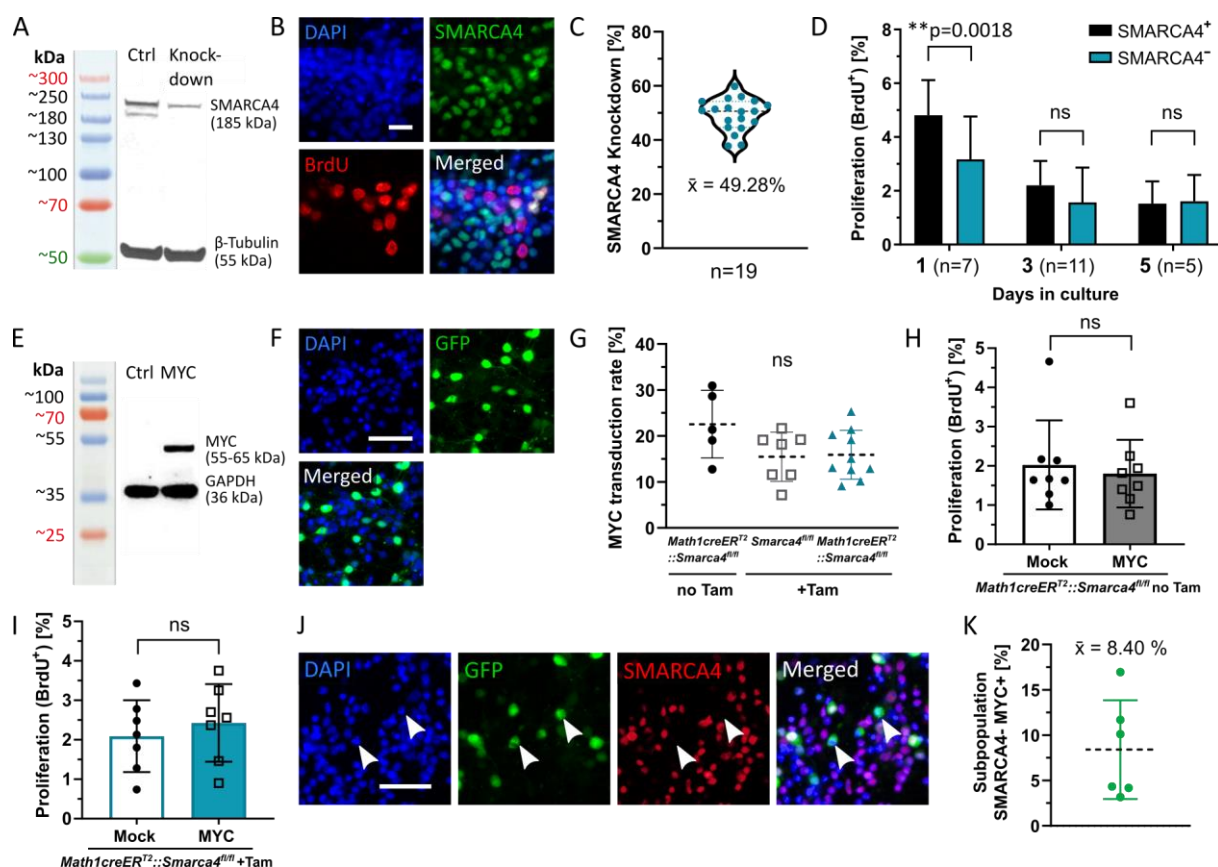 A
kDa
~300
~250
~180
~130
~100
~70
~50
Ctrl Knock-
down
SMARCA4
(185 kDa)
β-Tubulin
(55 kDa)
B
DAPI
SMARCA4
BrdU
Merged
C
SMARCA4 Knockdown [%]
80
60
40
20
0
x̄ = 49.28%
n=19
D
Proliferation (BrdU⁺) [%]
8
6
4
2
0
**p=0.0018
ns
ns
SMARCA4⁺
SMARCA4⁻
1 (n=7)
3 (n=11)
5 (n=5)
Days in culture
E
kDa
~100
~70
~55
~35
~25
Ctrl MYC
MYC
(55-65 kDa)
GAPDH
(36 kDa)
F
DAPI
GFP
Merged
G
MYC transduction rate [%]
40
30
20
10
0
ns
Math1creERᵀ² Smarca4ᶠˡ/ᶠˡ Math1creERᵀ²
::Smarca4ᶠˡ/ᶠˡ ::Smarca4ᶠˡ/ᶠˡ
no Tam
+Tam
H
Proliferation (BrdU⁺) [%]
5
4
3
2
1
0
ns
Mock
MYC
Math1creERᵀ²::Smarca4ᶠˡ/ᶠˡ no Tam
I
Proliferation (BrdU⁺) [%]
5
4
3
2
1
0
ns
Mock
MYC
Math1creERᵀ²::Smarca4ᶠˡ/ᶠˡ +Tam
J
DAPI
GFP
SMARCA4
Merged
K
Subpopulation
SMARCA4- MYC+ [%]
20
15
10
5
0
x̄ = 8.40 %